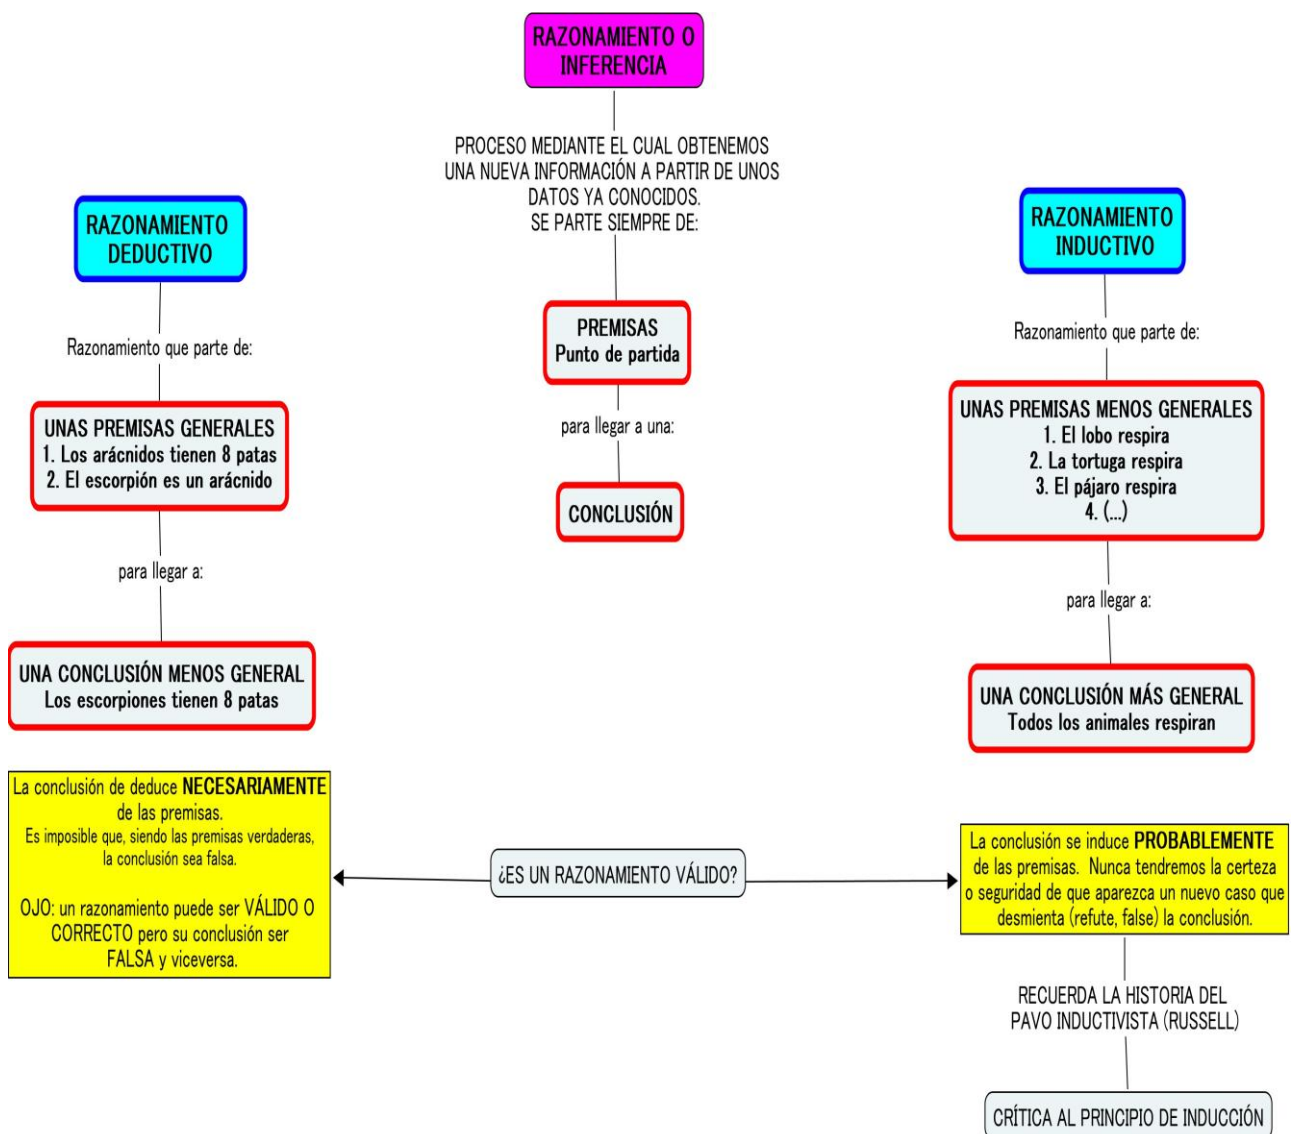 RAZONAMIENTO O
INFERENCIA
PROCESO MEDIANTE EL CUAL OBTENEMOS
UNA NUEVA INFORMACIÓN A PARTIR DE UNOS
DATOS YA CONOCIDOS.
SE PARTE SIEMPRE DE:
PREMISAS
Punto de partida
para llegar a una:
CONCLUSIÓN
RAZONAMIENTO
DEDUCTIVO
Razonamiento que parte de:
UNAS PREMISAS GENERALES
1. Los arácnidos tienen 8 patas
2. El escorpión es un arácnido
para llegar a:
UNA CONCLUSIÓN MENOS GENERAL
Los escorpiones tienen 8 patas
RAZONAMIENTO
INDUCTIVO
Razonamiento que parte de:
UNAS PREMISAS MENOS GENERALES
1. El lobo respira
2. La tortuga respira
3. El pájaro respira
4. (...)
para llegar a:
UNA CONCLUSIÓN MÁS GENERAL
Todos los animales respiran
¿ES UN RAZONAMIENTO VÁLIDO?
La conclusión de deduce NECESARIAMENTE
de las premisas.
Es imposible que, siendo las premisas verdaderas,
la conclusión sea falsa.
OJO: un razonamiento puede ser VÁLIDO O
CORRECTO pero su conclusión ser
FALSA y viceversa.
La conclusión se induce PROBABLEMENTE
de las premisas. Nunca tendremos la certeza
o seguridad de que aparezca un nuevo caso que
desmienta (refute, false) la conclusión.
RECUERDA LA HISTORIA DEL
PAVO INDUCTIVISTA (RUSSELL)
CRÍTICA AL PRINCIPIO DE INDUCCIÓN